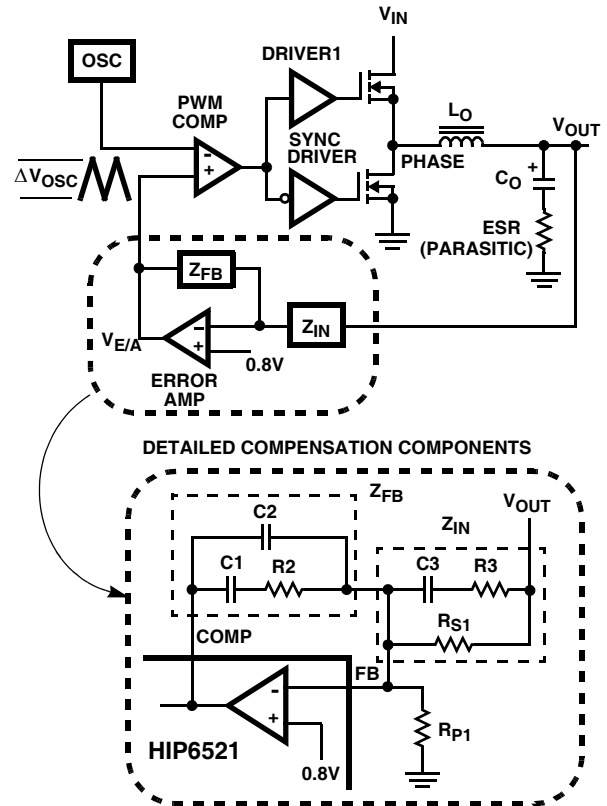 V_IN
OSC
DRIVER1
PWM
COMP
L_O
V_OUT
-
+
SYNC
DRIVER
PHASE
ΔV_OSC
C_O
+
ESR
(PARASITIC)
Z_FB
V_E/A
-
+
Z_IN
0.8V
ERROR
AMP
DETAILED COMPENSATION COMPONENTS
Z_FB
C2
V_OUT
Z_IN
C1
R2
C3
R3
R_S1
COMP
FB
-
+
R_P1
HIP6521
0.8V